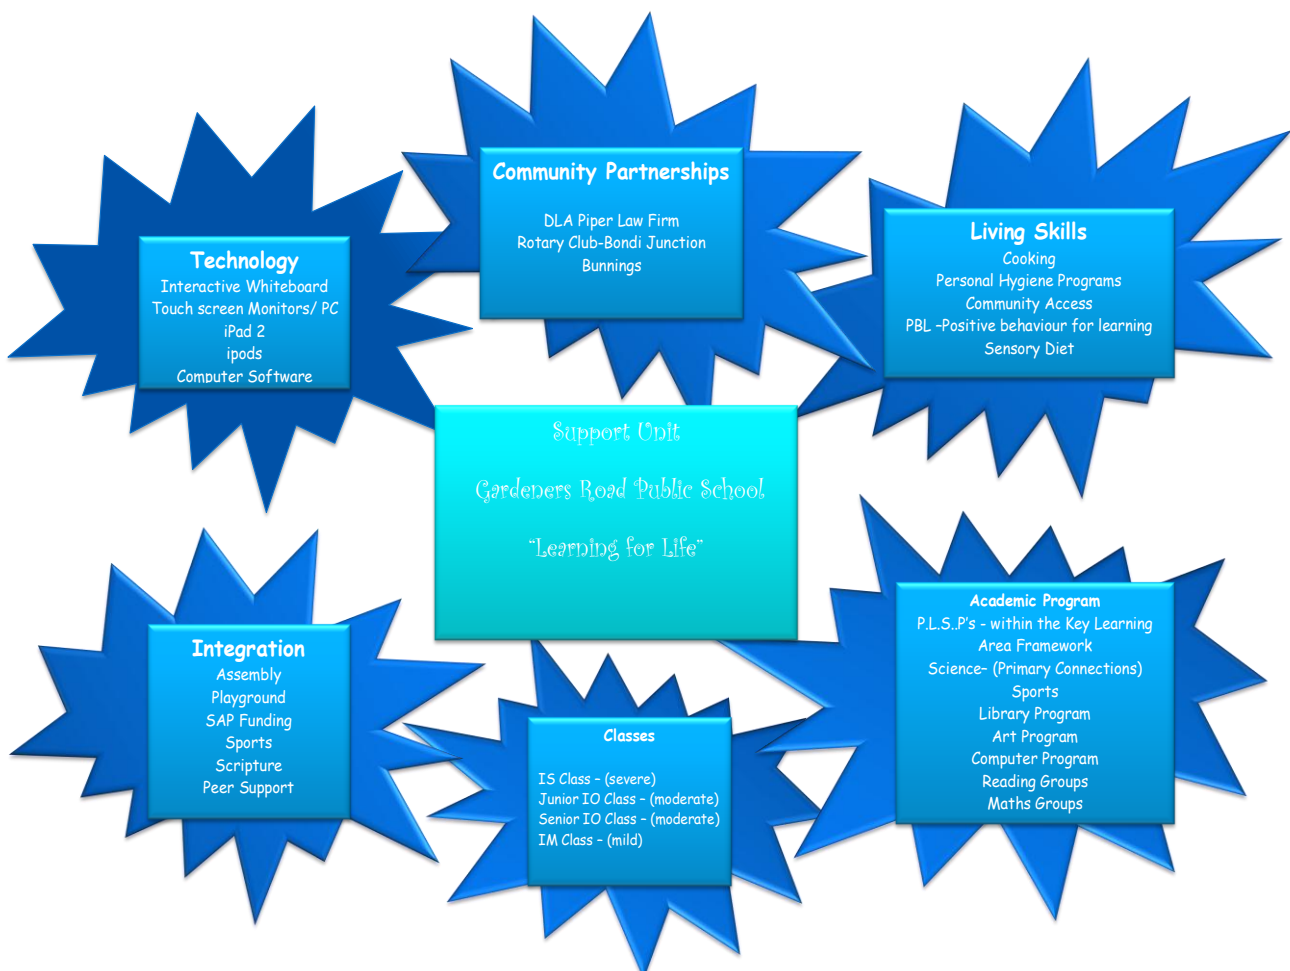 Community Partnerships
DLA Piper Law Firm
Rotary Club-Bondi Junction
Bunnings
Living Skills
Cooking
Personal Hygiene Programs
Community Access
PBL –Positive behaviour for learning
Sensory Diet
Technology
Interactive Whiteboard
Touch screen Monitors/ PC
iPad 2
ipods
Computer Software
Support Unit
Gardeners Road Public School
“Learning for Life”
Integration
Assembly
Playground
SAP Funding
Sports
Scripture
Peer Support
Classes
IS Class – (severe)
Junior IO Class – (moderate)
Senior IO Class – (moderate)
IM Class – (mild)
Academic Program
P.L.S..P’s - within the Key Learning
Area Framework
Science– (Primary Connections)
Sports
Library Program
Art Program
Computer Program
Reading Groups
Maths Groups